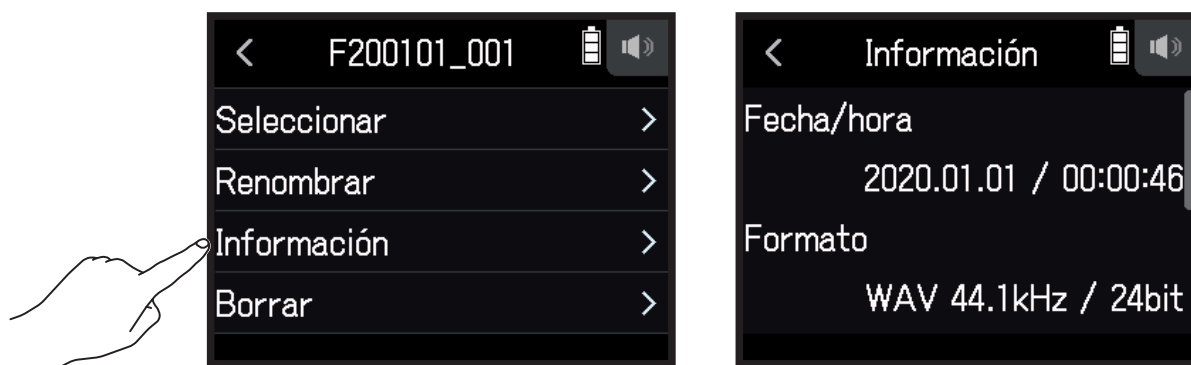 F200101_001
Seleccionar
Renombrar
Información
Borrar
Información
Fecha/hora
2020.01.01 / 00:00:46
Formato
WAV 44.1kHz / 24bit